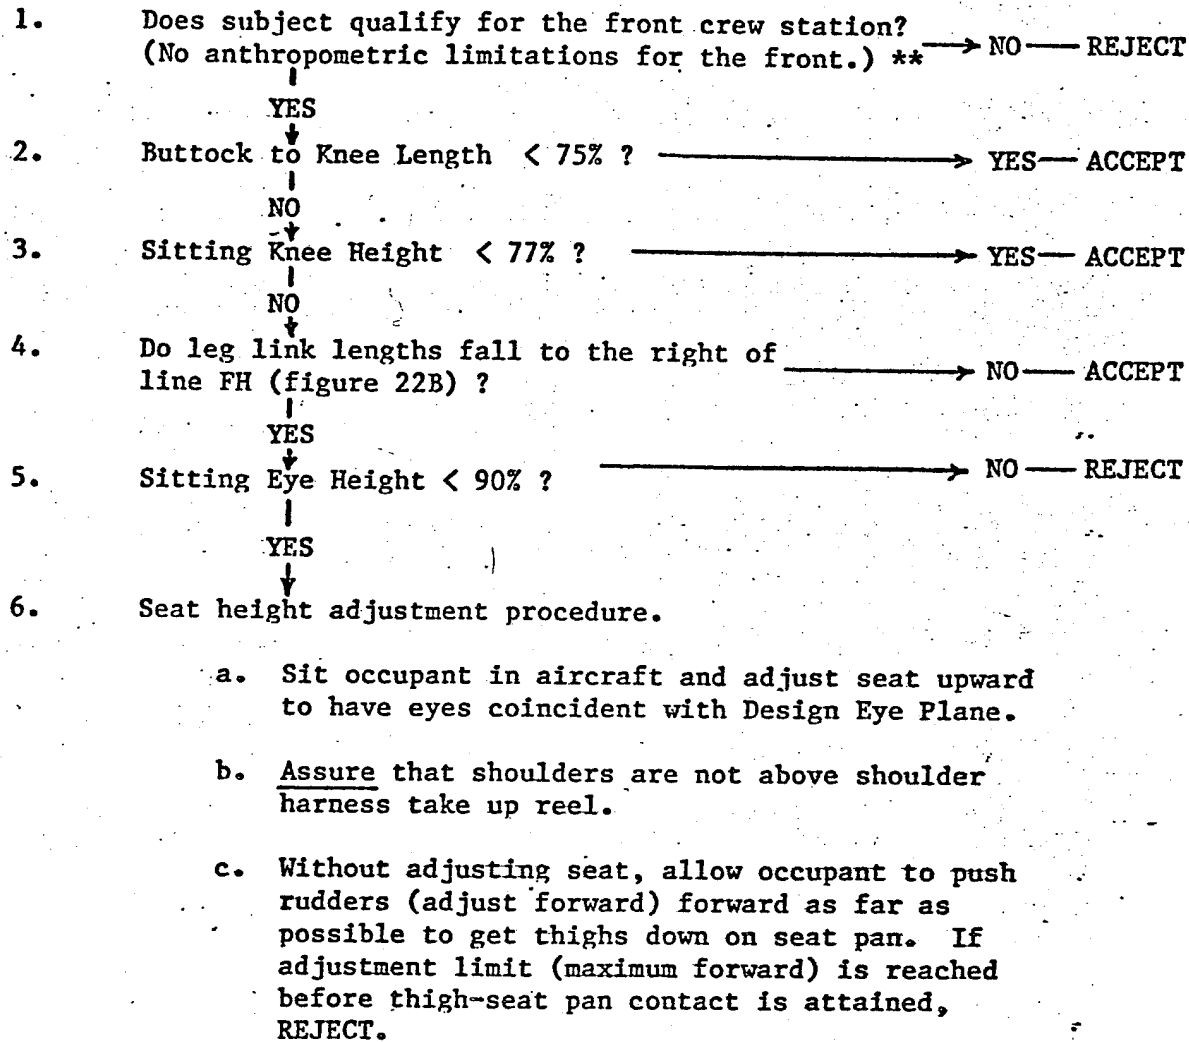 1. Does subject qualify for the front crew station?
(No anthropometric limitations for the front.) ** NO REJECT
YES
2. Buttock to Knee Length < 75% ? YES ACCEPT
NO
3. Sitting Knee Height < 77% ? YES ACCEPT
NO
4. Do leg link lengths fall to the right of
line FH (figure 22B) ? NO ACCEPT
YES
5. Sitting Eye Height < 90% ? NO REJECT
YES
6. Seat height adjustment procedure.
a. Sit occupant in aircraft and adjust seat upward
to have eyes coincident with Design Eye Plane.
b. Assure that shoulders are not above shoulder
harness take up reel.
c. Without adjusting seat, allow occupant to push
rudders (adjust forward) forward as far as
possible to get thighs down on seat pan. If
adjustment limit (maximum forward) is reached
before thigh-seat pan contact is attained,
REJECT.